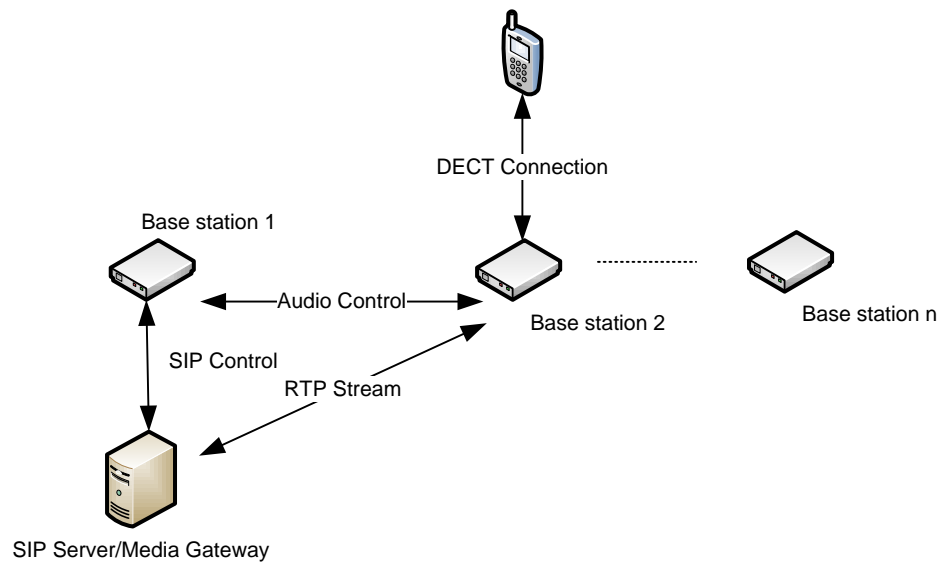 DECT Connection
Base station 1
Audio Control
Base station 2
Base station n
SIP Control
RTP Stream
SIP Server/Media Gateway